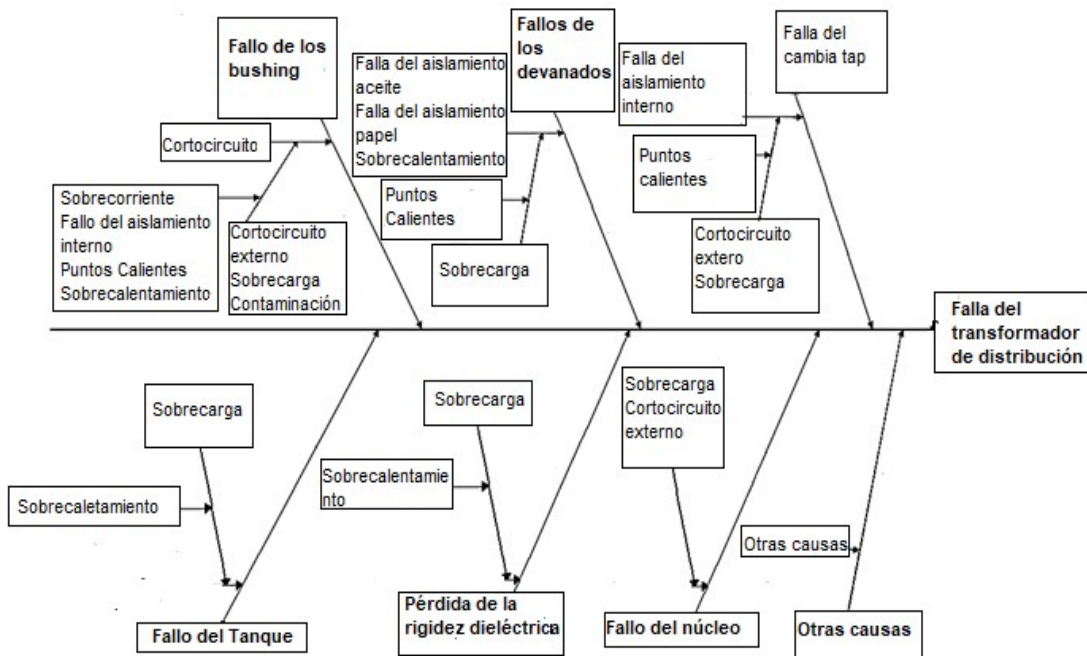 Fallo de los
bushing
Cortocircuito
Sobrecorriente
Fallo del aislamiento
interno
Puntos Calientes
Sobrecalentamiento
Cortocircuito
externo
Sobrecarga
Contaminación
Fallos de
los
devanados
Falla del aislamiento
aceite
Falla del aislamiento
papel
Sobrecalentamiento
Puntos
Calientes
Sobrecarga
Falla del
cambia tap
Falla del
aislamiento
interno
Puntos
calientes
Cortocircuito
extero
Sobrecarga
Falla del
transformador
de distribución
Sobrecarga
Sobrecaletamiento
Fallo del Tanque
Sobrecarga
Sobrecalentamie
nto
Pérdida de la
rigidez dieléctrica
Sobrecarga
Cortocircuito
externo
Fallo del núcleo
Otras causas
Otras causas